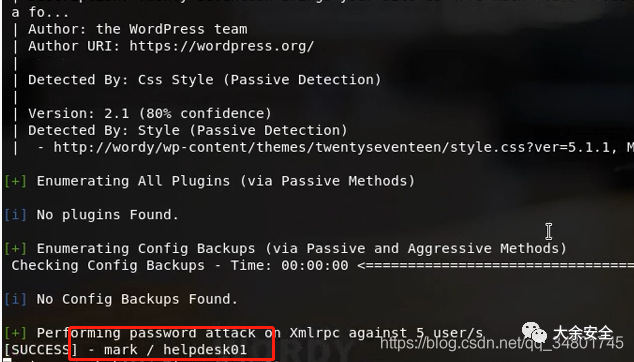 a fo...
| Author: the WordPress team
| Author URI: https://wordpress.org/
|
| Detected By: Css Style (Passive Detection)
|
| Version: 2.1 (80% confidence)
| Detected By: Style (Passive Detection)
|  - http://wordy/wp-content/themes/twentyseventeen/style.css?ver=5.1.1, M
[+] Enumerating All Plugins (via Passive Methods)
[i] No plugins Found.
[+] Enumerating Config Backups (via Passive and Aggressive Methods)
Checking Config Backups - Time: 00:00:00 <=================================
[i] No Config Backups Found.
[+] Performing password attack on Xmlrpc against 5 user/s
[SUCCESS] - mark / helpdesk01
大余安全
https://blog.csdn.net/qq_34801745